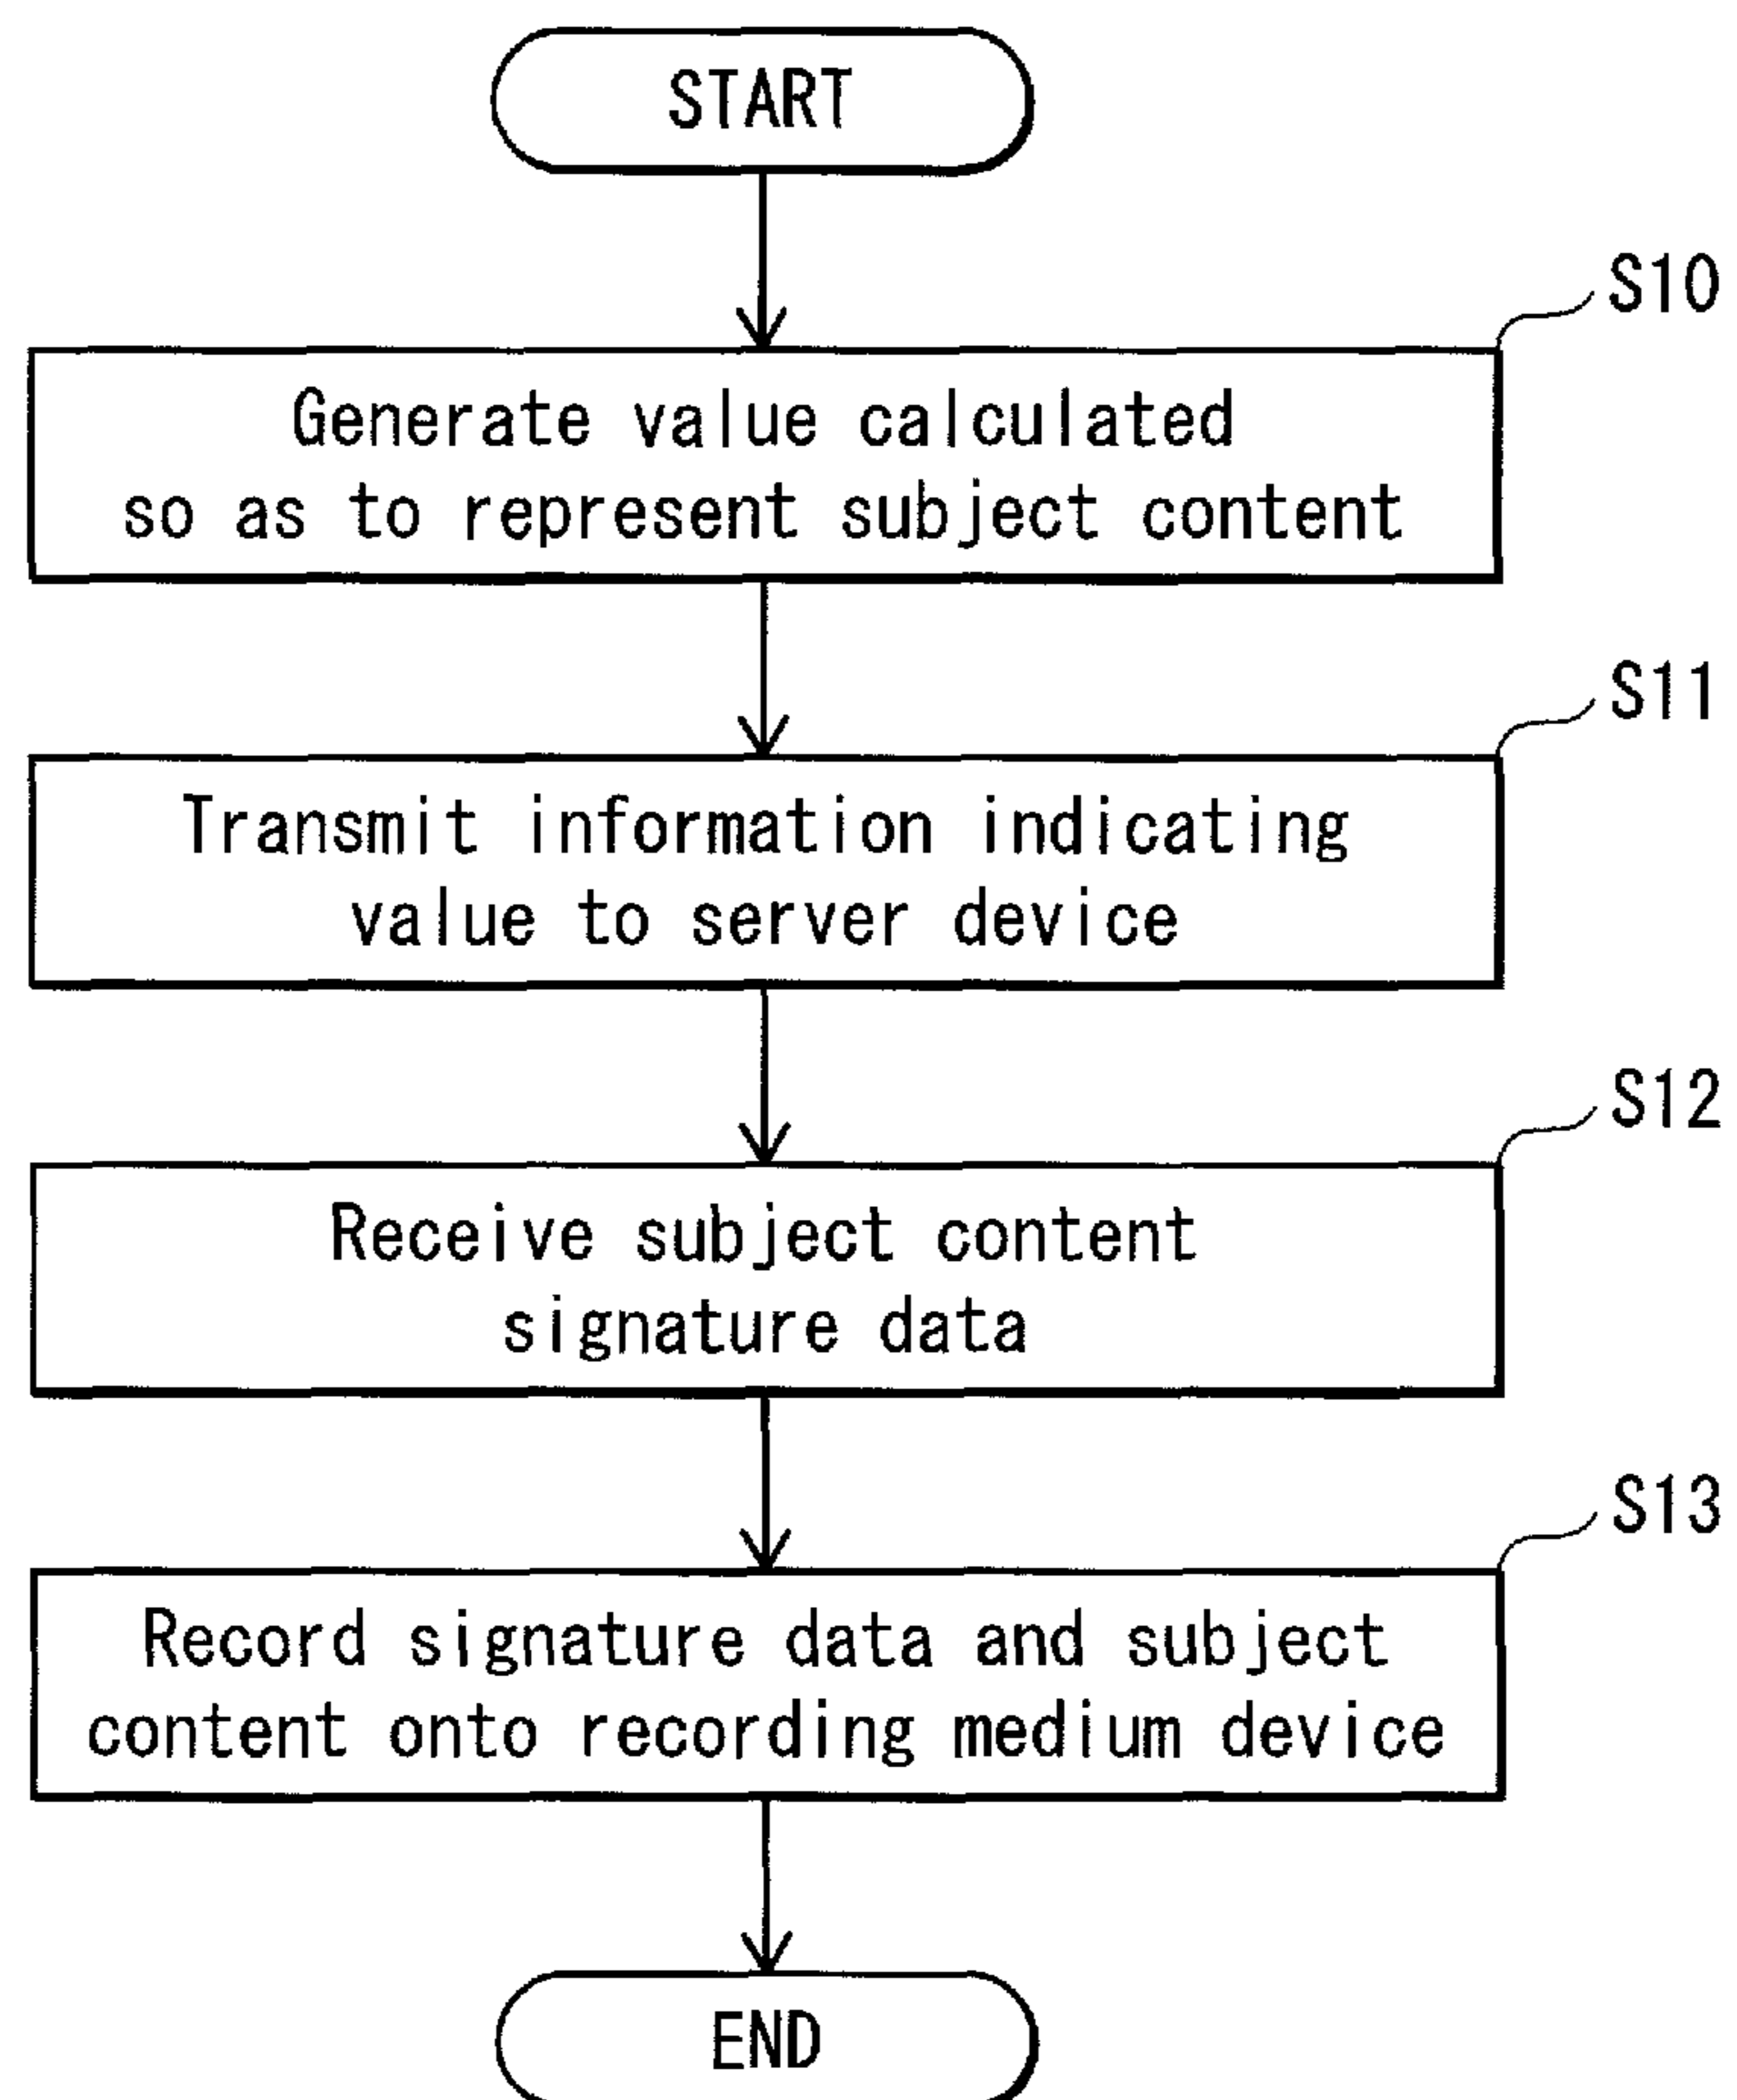 START
S10
Generate value calculated
so as to represent subject content
S11
Transmit information indicating
value to server device
S12
Receive subject content
signature data
S13
Record signature data and subject
content onto recording medium device
END